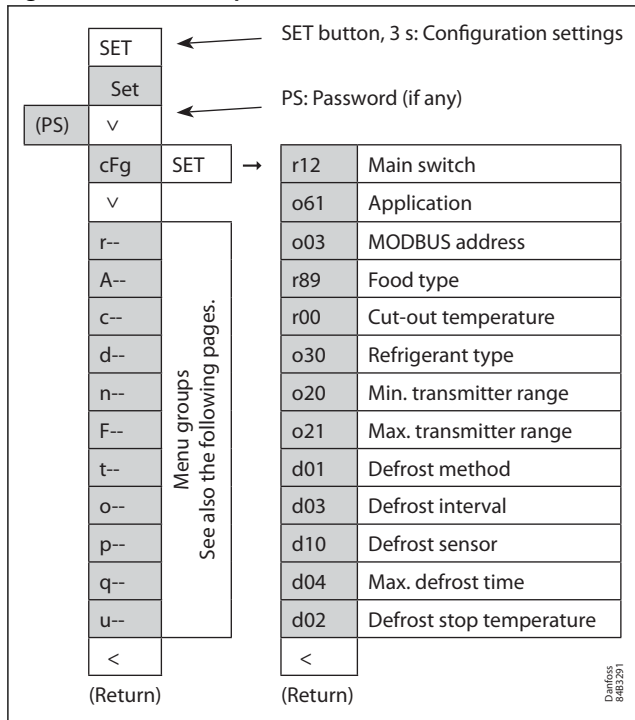 SET
SET button, 3 s: Configuration settings
Set
PS: Password (if any)
(PS)
cFg SET → r12 Main switch
o61 Application
r-- o03 MODBUS address
A-- r89 Food type
c-- r00 Cut-out temperature
d-- o30 Refrigerant type
n-- o20 Min. transmitter range
F-- o21 Max. transmitter range
t-- d01 Defrost method
o-- d03 Defrost interval
p-- d10 Defrost sensor
q-- d04 Max. defrost time
u-- d02 Defrost stop temperature
Menu groups
See also the following pages.
< <
(Return) (Return)
Danfoss
84B3291